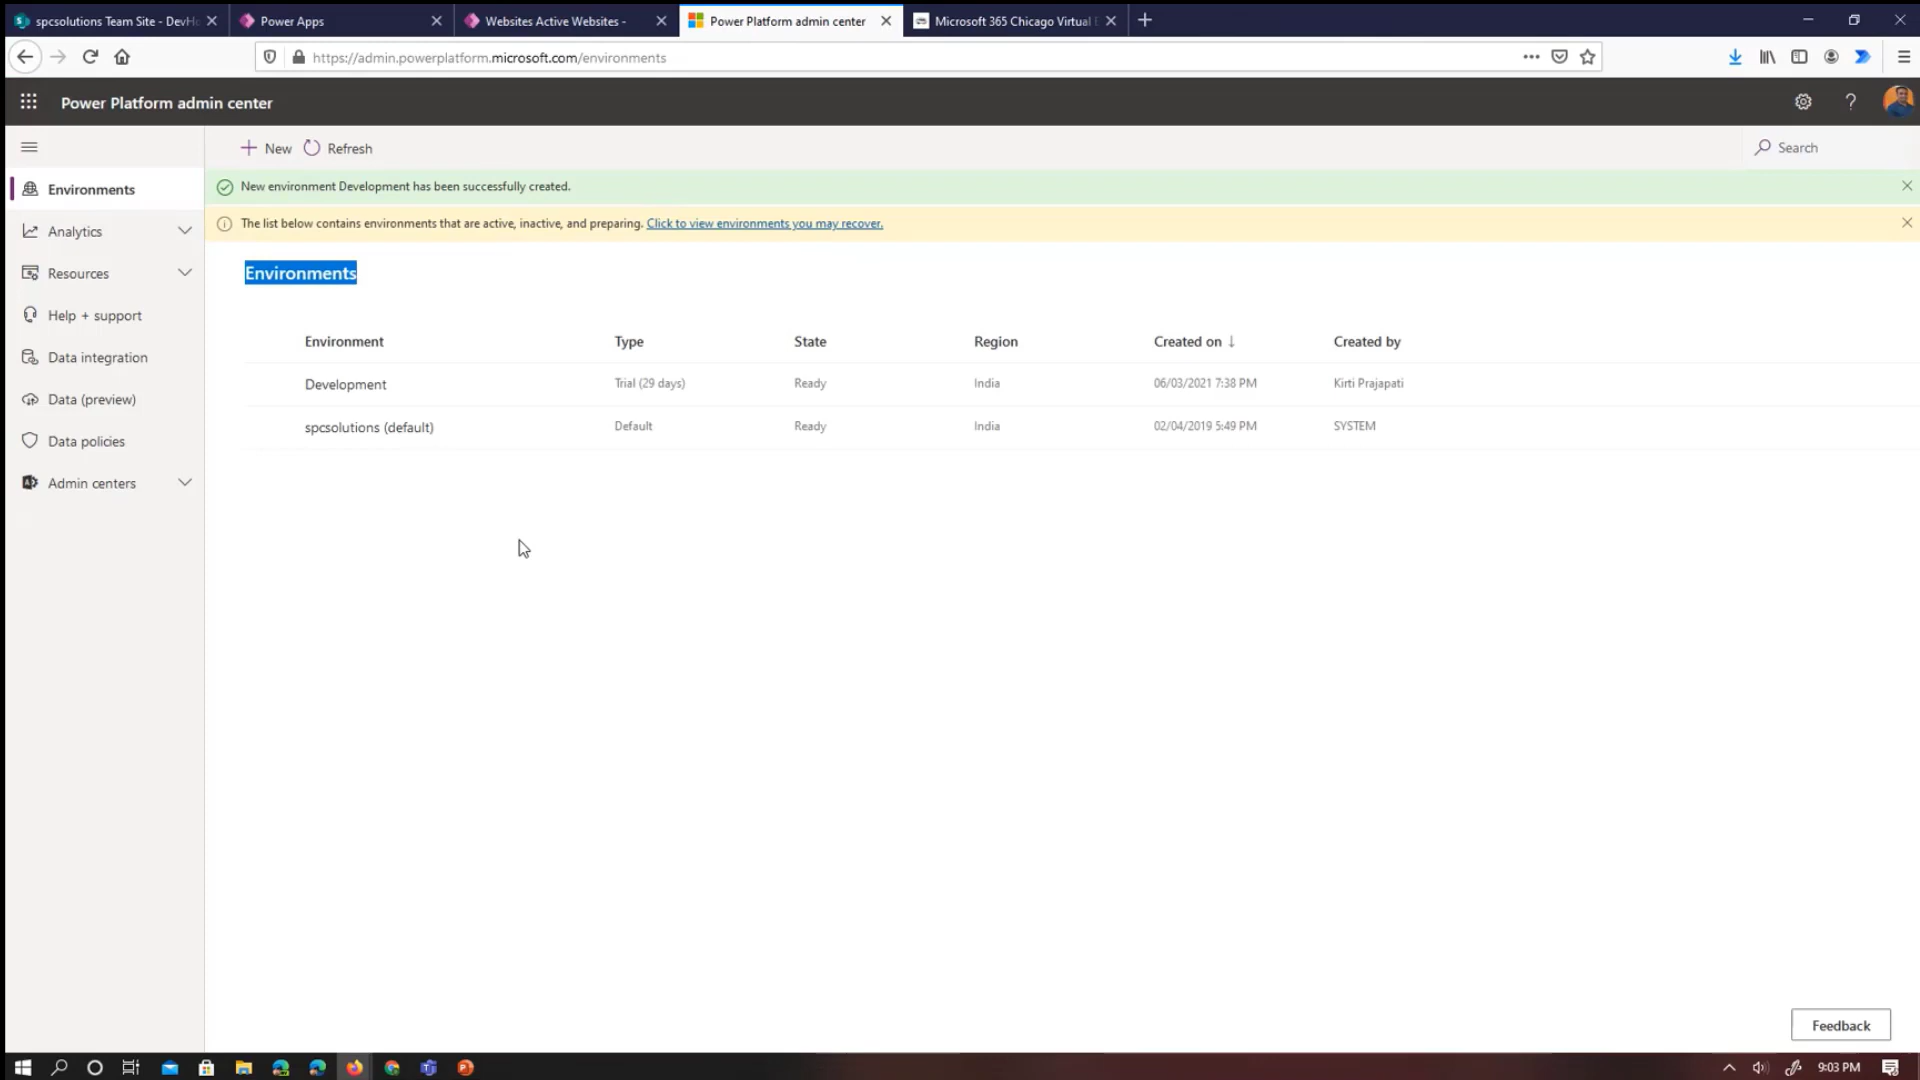 spcsolutions Team Site - DevHo
Power Apps
Websites Active Websites -
Power Platform admin center
Microsoft 365 Chicago Virtual E
https://admin.powerplatform.microsoft.com/environments
Power Platform admin center
New
Refresh
Search
Environments
Analytics
Resources
Help + support
Data integration
Data (preview)
Data policies
Admin centers
New environment Development has been successfully created.
The list below contains environments that are active, inactive, and preparing. Click to view environments you may recover.
Environments
Environment Type State Region Created on ↓ Created by
Development Trial (29 days) Ready India 06/03/2021 7:38 PM Kirti Prajapati
spcsolutions (default) Default Ready India 02/04/2019 5:49 PM SYSTEM
Feedback
9:03 PM